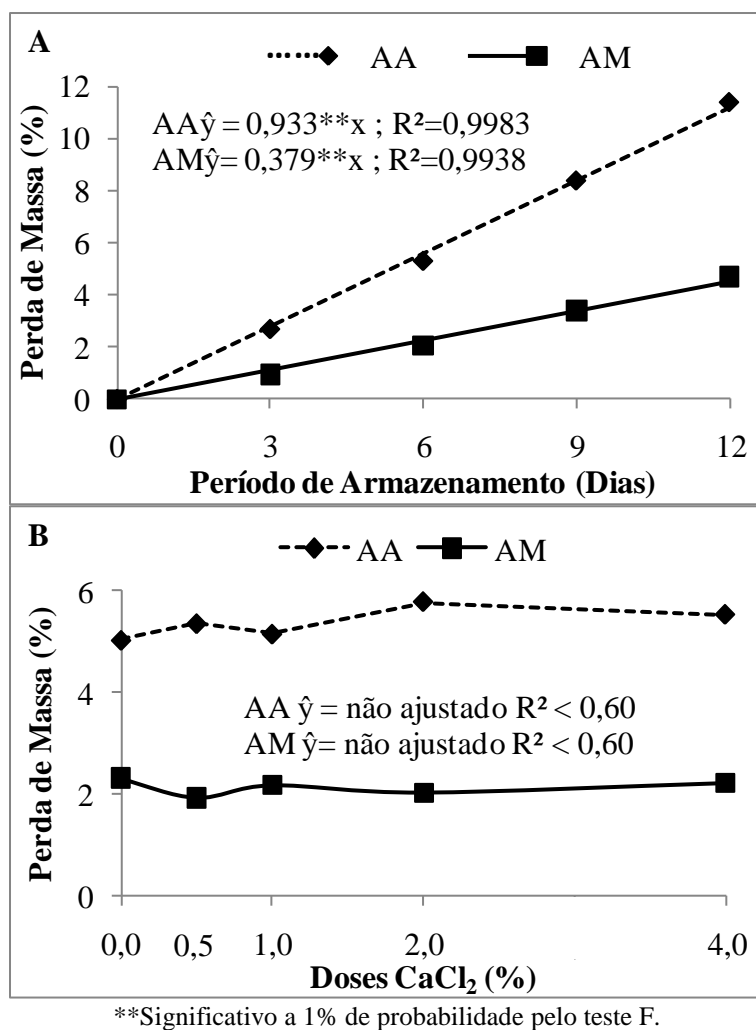 A
AA AM
12
10
8
6
4
2
0
Perda de Massa (%)
AAŷ = 0,933**x ; R²=0,9983
AMŷ= 0,379**x ; R²=0,9938
0 3 6 9 12
Período de Armazenamento (Dias)
B
AA AM
6
4
2
0
Perda de Massa (%)
AA ŷ = não ajustado R² < 0,60
AM ŷ= não ajustado R² < 0,60
0,0 0,5 1,0 2,0 4,0
Doses CaCl₂ (%)
**Significativo a 1% de probabilidade pelo teste F.